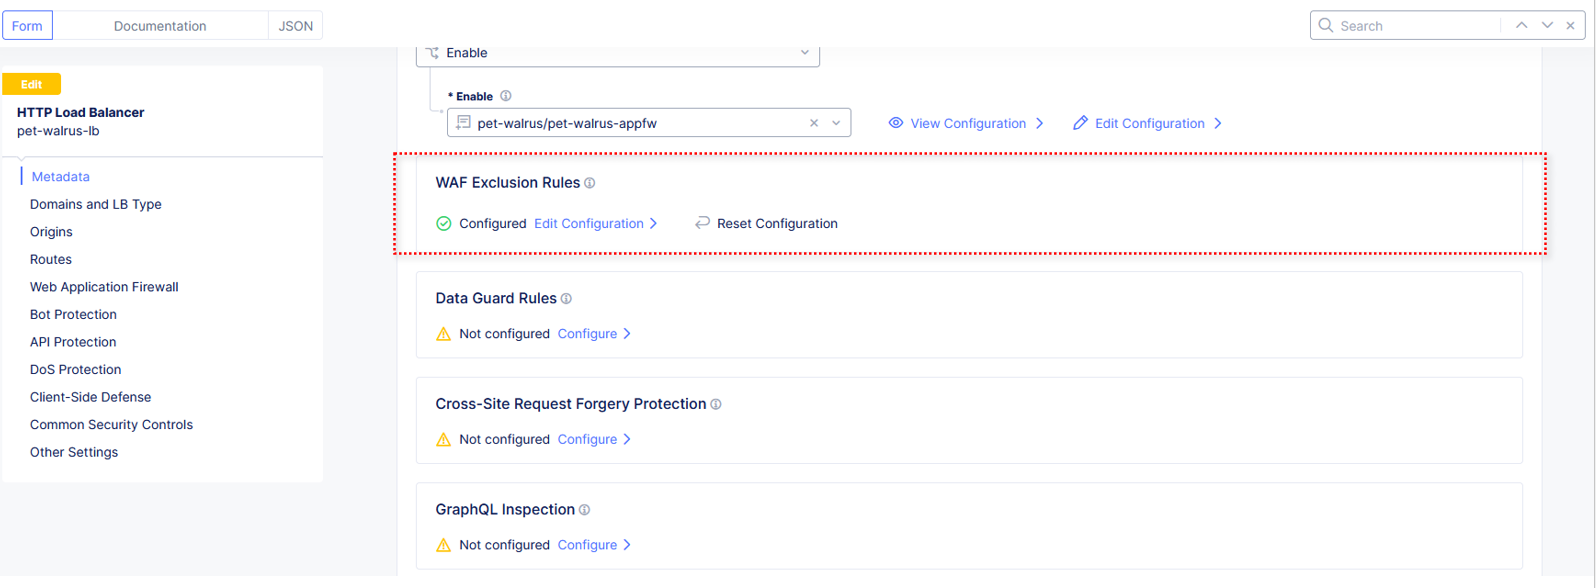 Form
Documentation
JSON
Search
Edit
HTTP Load Balancer
pet-walrus-lb
Metadata
Domains and LB Type
Origins
Routes
Web Application Firewall
Bot Protection
API Protection
DoS Protection
Client-Side Defense
Common Security Controls
Other Settings
Enable
* Enable
pet-walrus/pet-walrus-appfw
View Configuration
Edit Configuration
WAF Exclusion Rules
Configured Edit Configuration
Reset Configuration
Data Guard Rules
Not configured Configure
Cross-Site Request Forgery Protection
Not configured Configure
GraphQL Inspection
Not configured Configure